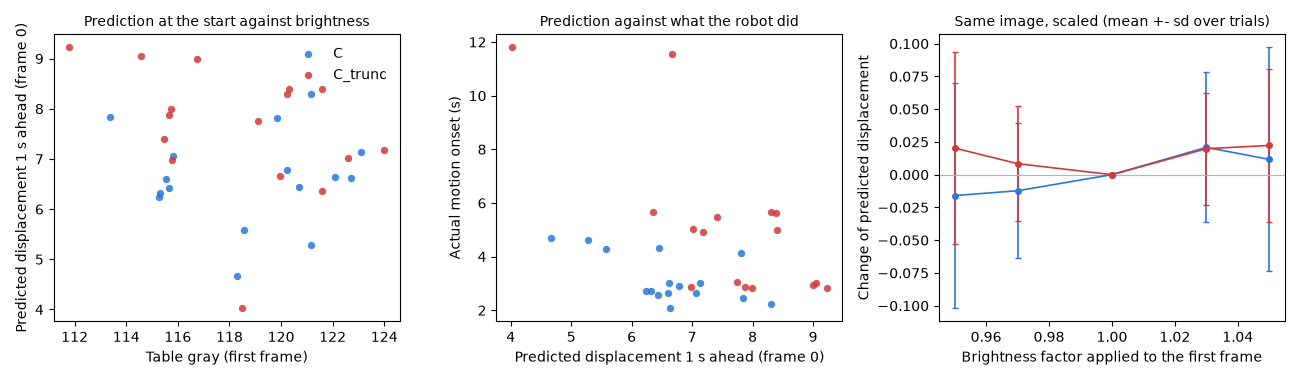 Prediction at the start against brightness
Predicted displacement 1 s ahead (frame 0)
9
8
7
6
5
4
C
C_trunc
112 114 116 118 120 122 124
Table gray (first frame)
Prediction against what the robot did
Actual motion onset (s)
12
10
8
6
4
2
4 5 6 7 8 9
Predicted displacement 1 s ahead (frame 0)
Same image, scaled (mean +- sd over trials)
Change of predicted displacement
0.100
0.075
0.050
0.025
0.000
−0.025
−0.050
−0.075
−0.100
0.96 0.98 1.00 1.02 1.04
Brightness factor applied to the first frame